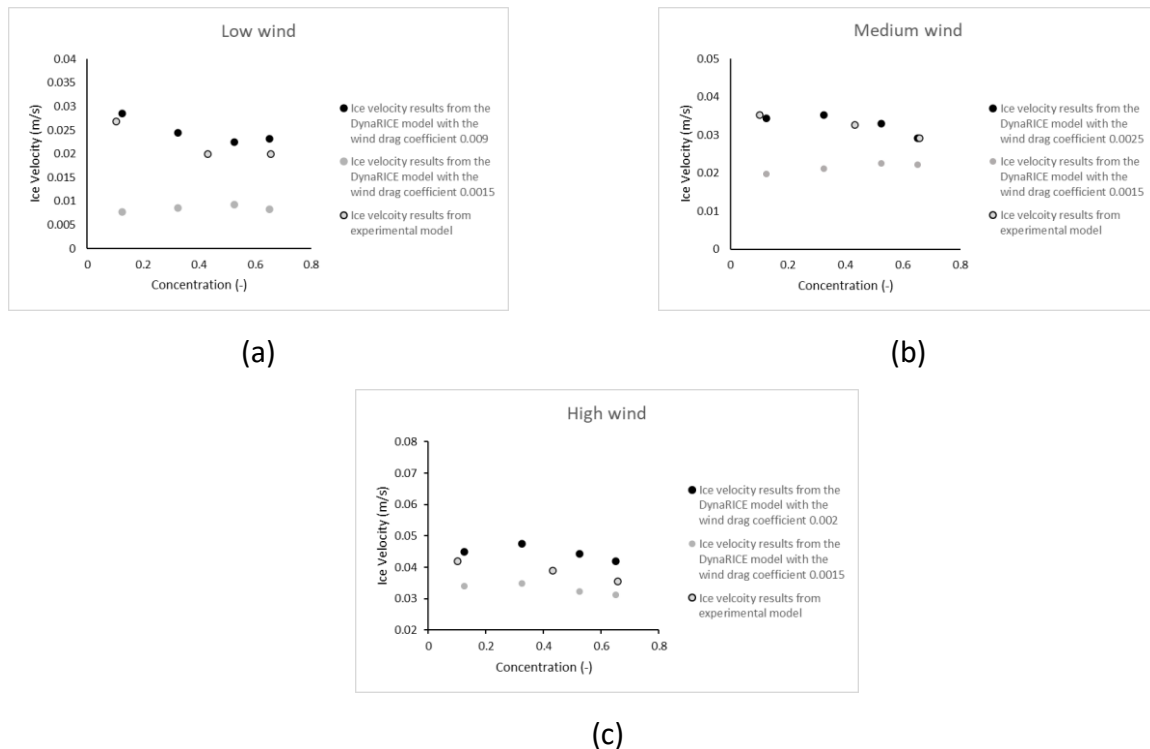 Low wind
0.04
0.035
0.03
0.025
0.02
0.015
0.01
0.005
0
Ice Velocity (m/s)
0 0.2 0.4 0.6 0.8
Concentration (-)
Ice velocity results from the
DynaRICE model with the
wind drag coefficient 0.009
Ice velocity results from the
DynaRICE model with the
wind drag coefficient 0.0015
Ice velcoity results from
experimental model
(a)
Medium wind
0.05
0.04
0.03
0.02
0.01
0
Ice Velocity (m/s)
0 0.2 0.4 0.6 0.8
Concentration (-)
Ice velocity results from the
DynaRICE model with the
wind drag coefficient 0.0025
Ice velocity results from the
DynaRICE model with the
wind drag coefficient 0.0015
Ice velcoity results from
experimental model
(b)
High wind
0.08
0.07
0.06
0.05
0.04
0.03
0.02
Ice Velocity (m/s)
0 0.2 0.4 0.6 0.8
Concentration (-)
Ice velocity results from the
DynaRICE model with the
wind drag coefficient 0.002
Ice velocity results from the
DynaRICE model with the
wind drag coefficient 0.0015
Ice velcoity results from
experimental model
(c)